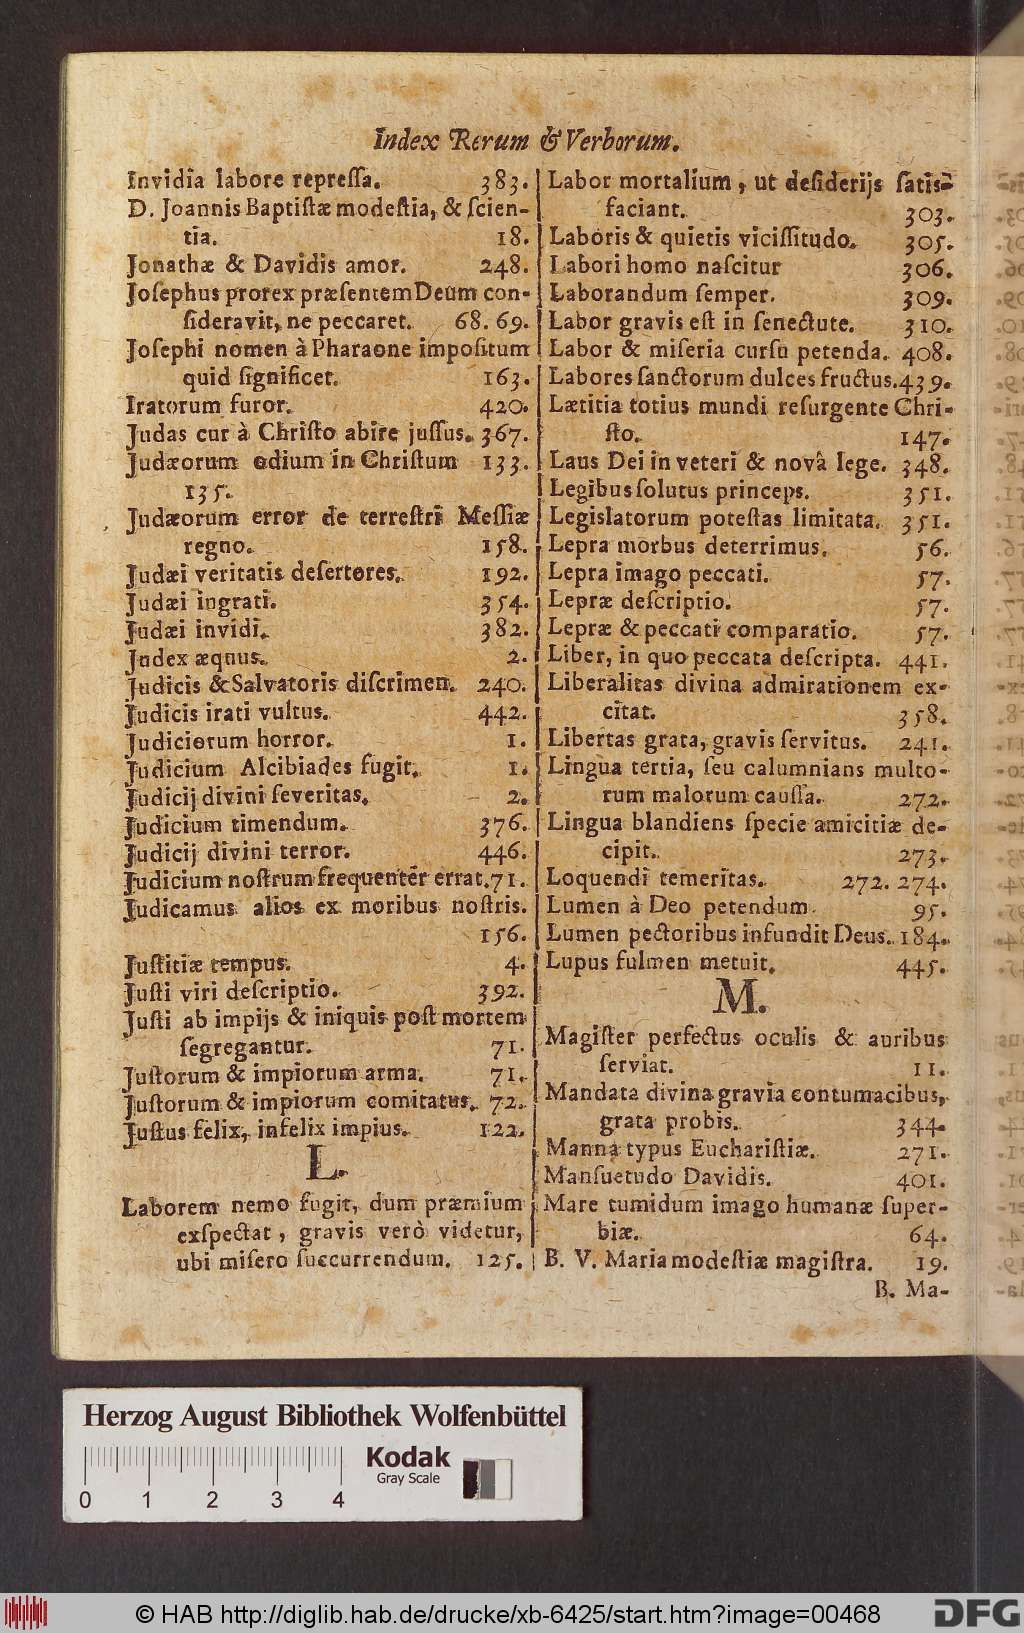 Index Rerum & Verborum.
Invidia labore repreſſa. 383.
D. Joannis Baptiſtæ modeſtia, & ſcien-
tia. 18.
Jonathæ & Davidis amor. 248.
Joſephus prorex præſentem Deum con-
ſideravit, ne peccaret. 68. 69.
Joſephi nomen à Pharaone impoſitum
quid ſignificet. 163.
Iratorum furor. 420.
Judas cur à Chriſto abire juſſus. 367.
Judæorum odium in Chriſtum 133.
135.
Judæorum error de terreſtri Meſſiæ
regno. 158.
Judæi veritatis deſertores. 192.
Judæi ingrati. 354.
Judæi invidi. 382.
Judex æquus. 2.
Judicis & Salvatoris diſcrimen. 240.
Judicis irati vultus. 442.
Judiciorum horror. 1.
Judicium Alcibiades fugit. 1.
Judicij divini ſeveritas. 2.
Judicium timendum. 376.
Judicij divini terror. 446.
Judicium noſtrum frequenter errat. 71.
Judicamus alios ex moribus noſtris.
156.
Juſtitiæ tempus. 4.
Juſti viri deſcriptio. 392.
Juſti ab impijs & iniquis poſt mortem
ſegregantur. 71.
Juſtorum & impiorum arma. 71.
Juſtorum & impiorum comitatus. 72.
Juſtus felix, infelix impius. 122.
L.
Laborem nemo fugit, dum præmium
exſpectat, gravis verò videtur,
ubi miſero ſuccurrendum. 125.
Labor mortalium, ut deſiderijs ſatis-
faciant. 303.
Laboris & quietis viciſſitudo. 305.
Labori homo naſcitur 306.
Laborandum ſemper. 309.
Labor gravis eſt in ſenectute. 310.
Labor & miſeria curſu petenda. 408.
Labores ſanctorum dulces fructus. 439.
Lætitia totius mundi reſurgente Chri-
ſto. 147.
Laus Dei in veteri & novâ lege. 348.
Legibus ſolutus princeps. 351.
Legislatorum poteſtas limitata. 351.
Lepra morbus deterrimus. 56.
Lepra imago peccati. 57.
Lepræ deſcriptio. 57.
Lepræ & peccati comparatio. 57.
Liber, in quo peccata deſcripta. 441.
Liberalitas divina admirationem ex-
citat. 358.
Libertas grata, gravis ſervitus. 241.
Lingua tertia, ſeu calumnians multo-
rum malorum cauſſa. 272.
Lingua blandiens ſpecie amicitiæ de-
cipit. 273.
Loquendi temeritas. 272. 274.
Lumen à Deo petendum. 95.
Lumen pectoribus infundit Deus. 184.
Lupus fulmen metuit. 445.
M.
Magiſter perfectus oculis & auribus
ſerviat. 11.
Mandata divina gravia contumacibus,
grata probis. 344.
Manna typus Euchariſtiæ. 271.
Manſuetudo Davidis. 401.
Mare tumidum imago humanæ ſuper-
biæ. 64.
B. V. Maria modeſtiæ magiſtra. 19.
B. Ma-
Herzog August Bibliothek Wolfenbüttel
Kodak
Gray Scale
0 1 2 3 4
© HAB http://diglib.hab.de/drucke/xb-6425/start.htm?image=00468
DFG